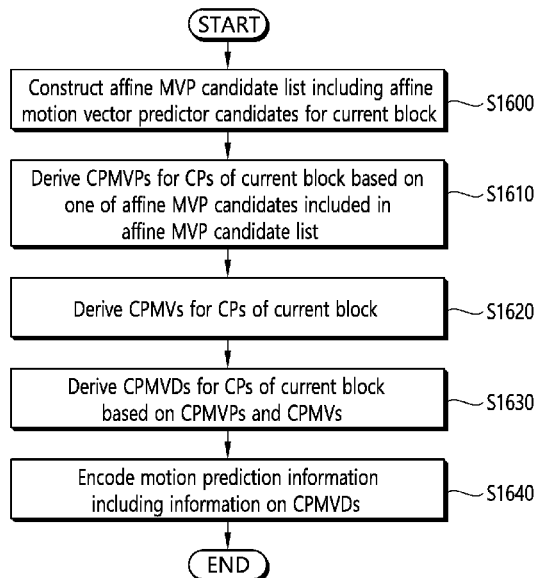 START
Construct affine MVP candidate list including affine
motion vector predictor candidates for current block
S1600
Derive CPMVPs for CPs of current block based on
one of affine MVP candidates included in
affine MVP candidate list
S1610
Derive CPMVs for CPs of current block
S1620
Derive CPMVDs for CPs of current block
based on CPMVPs and CPMVs
S1630
Encode motion prediction information
including information on CPMVDs
S1640
END